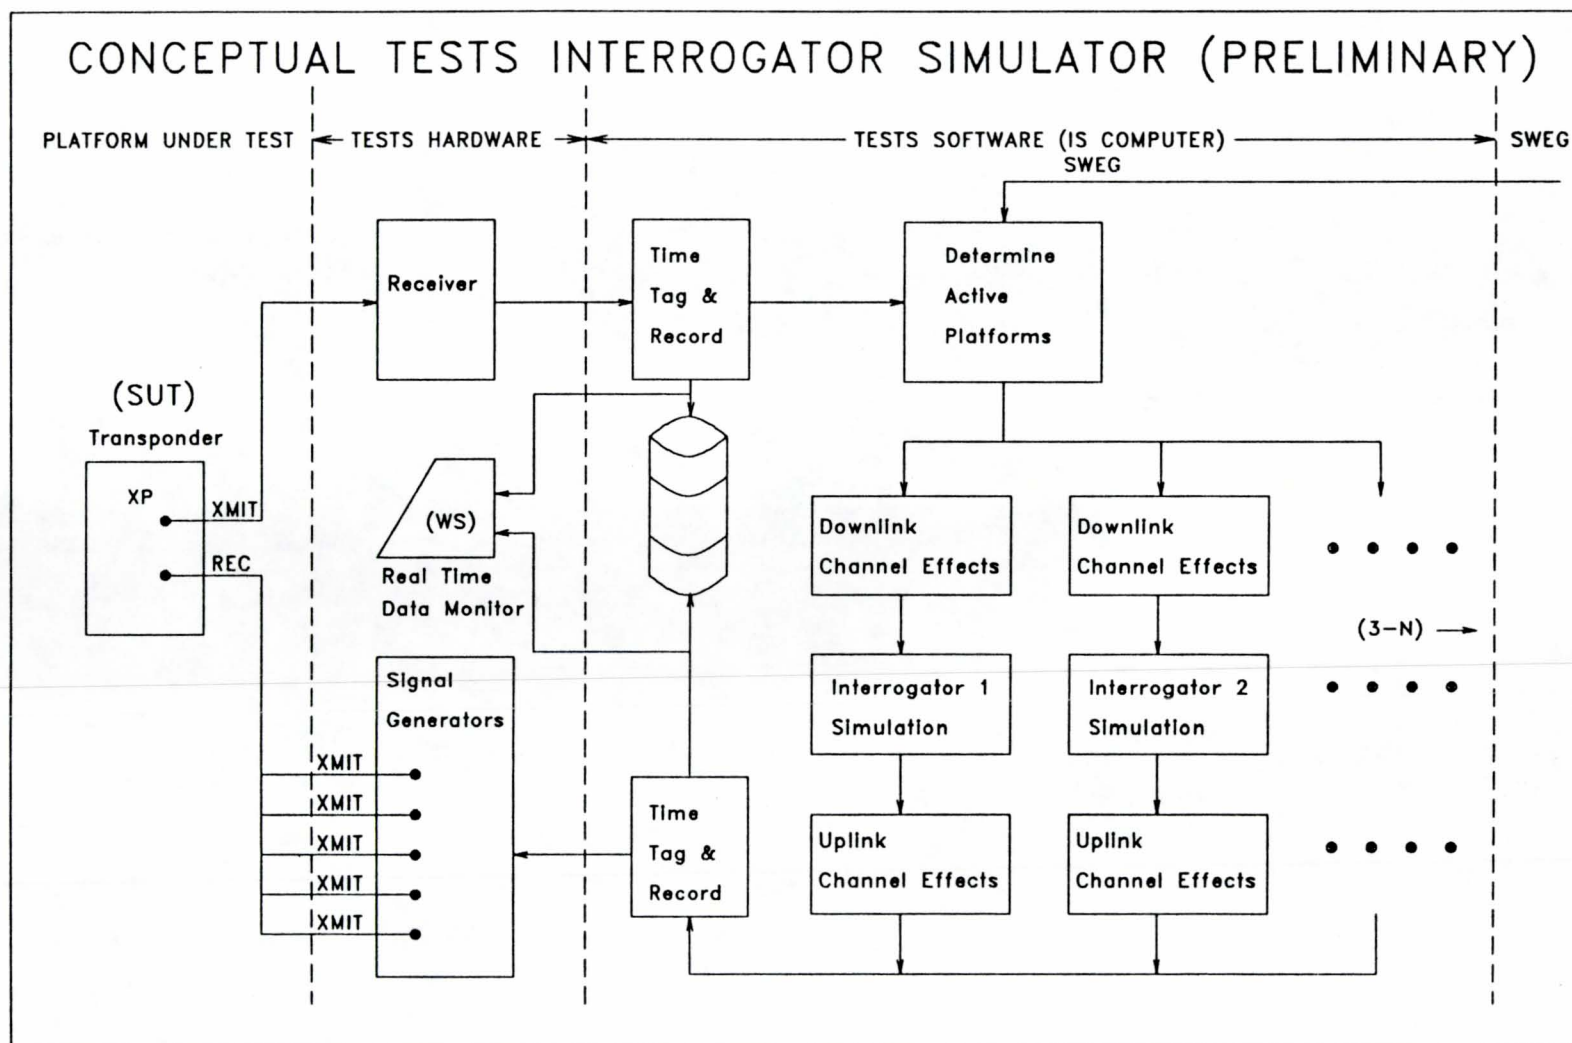 CONCEPTUAL TESTS INTERROGATOR SIMULATOR (PRELIMINARY)
PLATFORM UNDER TEST
TESTS HARDWARE
TESTS SOFTWARE (IS COMPUTER)
SWEG
SWEG
Receiver
Time
Tag &
Record
Determine
Active
Platforms
(SUT)
Transponder
XP
XMIT
REC
(WS)
Real Time
Data Monitor
Downlink
Channel Effects
Downlink
Channel Effects
(3-N)
Signal
Generators
Interrogator 1
Simulation
Interrogator 2
Simulation
XMIT
XMIT
XMIT
XMIT
XMIT
Time
Tag &
Record
Uplink
Channel Effects
Uplink
Channel Effects